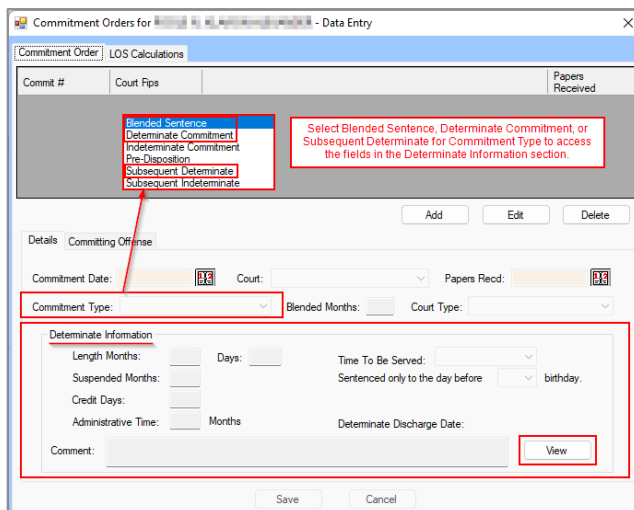 Commitment Orders for - Data Entry
Commitment Order LOS Calculations
Commit # Court Fips Papers Received
Blended Sentence
Determinate Commitment
Indeterminate Commitment
Pre-Disposition
Subsequent Determinate
Subsequent Indeterminate
Select Blended Sentence, Determinate Commitment, or
Subsequent Determinate for Commitment Type to access
the fields in the Determinate Information section.
Add Edit Delete
Details Committing Offense
Commitment Date: Court: Papers Recd:
Commitment Type: Blended Months: Court Type:
Determinate Information
Length Months: Days: Time To Be Served:
Suspended Months: Sentenced only to the day before birthday.
Credit Days:
Administrative Time: Months Determinate Discharge Date:
Comment: View
Save Cancel